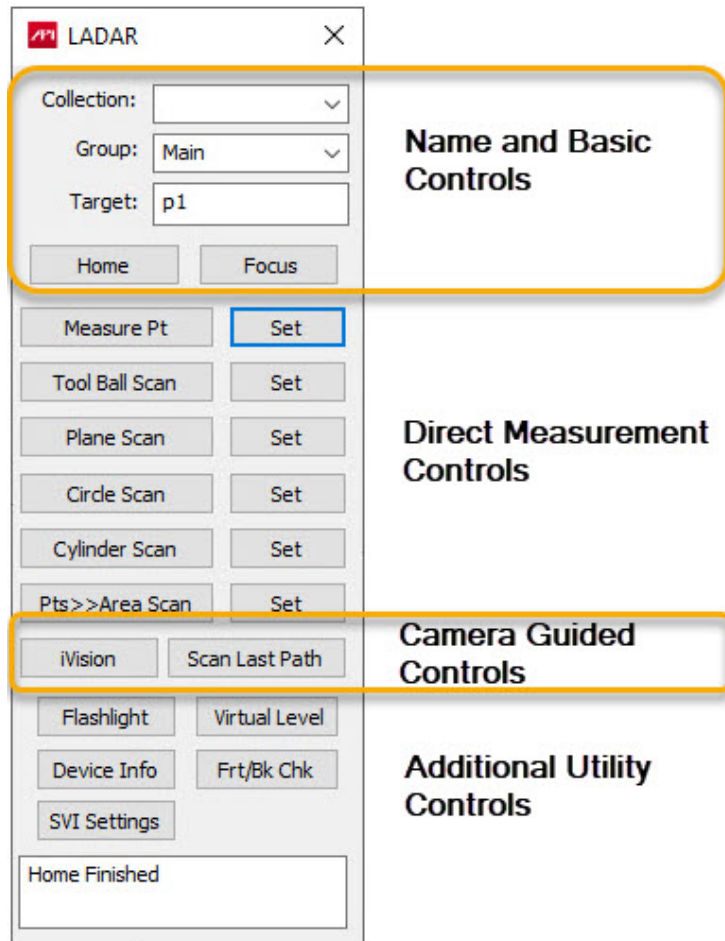 API LADAR
Collection:
Group: Main
Target: p1
Home Focus
Name and Basic
Controls
Measure Pt Set
Tool Ball Scan Set
Plane Scan Set
Circle Scan Set
Cylinder Scan Set
Pts>>Area Scan Set
Direct Measurement
Controls
iVision Scan Last Path
Camera Guided
Controls
Flashlight Virtual Level
Device Info Frt/Bk Chk
SVI Settings
Additional Utility
Controls
Home Finished